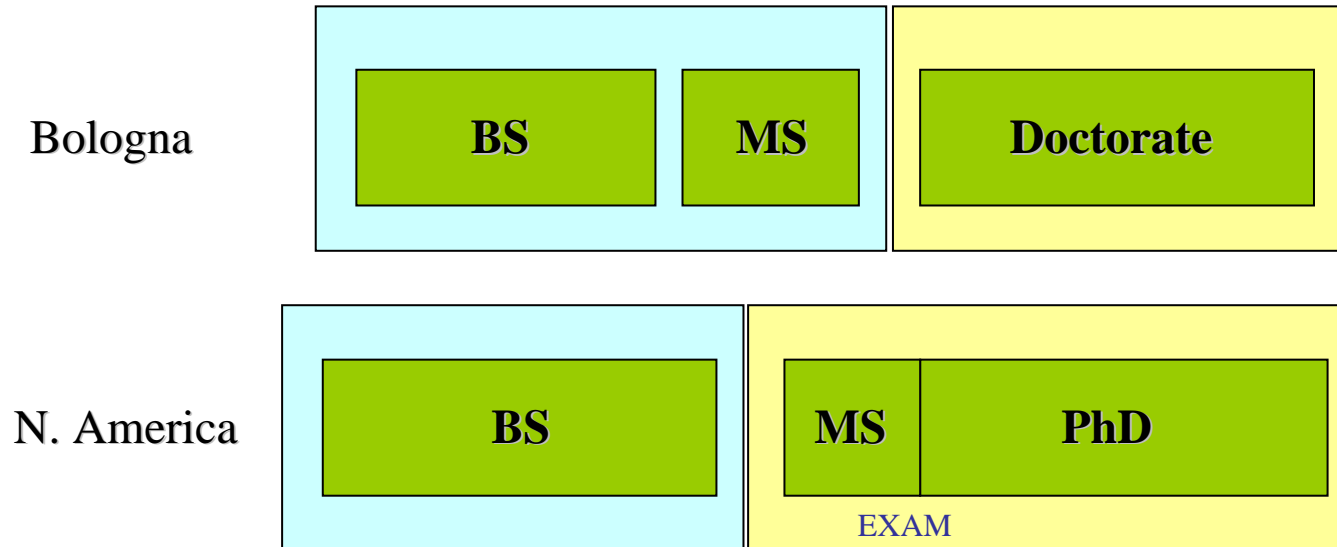 Bologna
BS MS Doctorate
N. America
BS MS PhD
EXAM